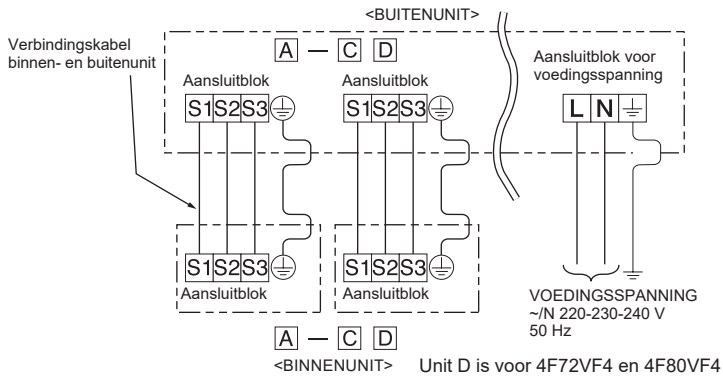 <BUITENUNIT>
Verbindingskabel
binnen- en buitenunit
A — C D
Aansluitblok voor
voedingsspanning
Aansluitblok
Aansluitblok
S1 S2 S3
S1 S2 S3
L N
S1 S2 S3
S1 S2 S3
Aansluitblok
Aansluitblok
VOEDINGSSPANNING
~/N 220-230-240 V
50 Hz
A — C D
<BINNENUNIT>
Unit D is voor 4F72VF4 en 4F80VF4